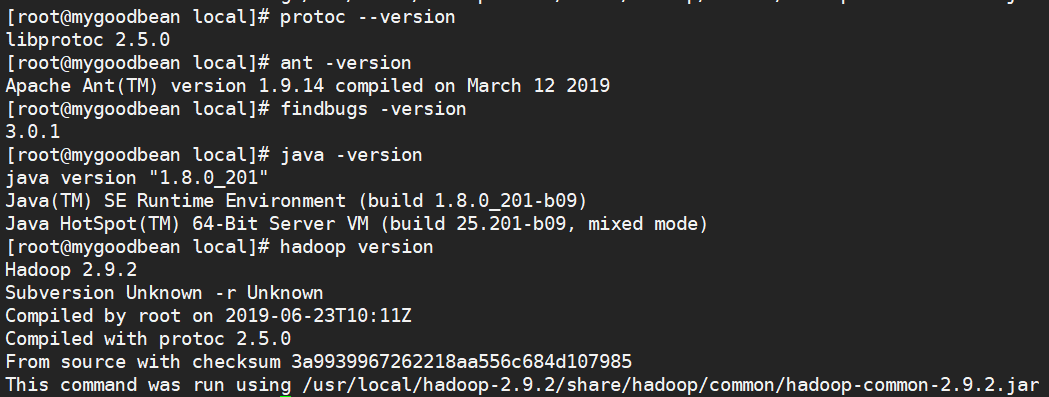 [root@mygoodbean local]# protoc --version
libprotoc 2.5.0
[root@mygoodbean local]# ant -version
Apache Ant(TM) version 1.9.14 compiled on March 12 2019
[root@mygoodbean local]# findbugs -version
3.0.1
[root@mygoodbean local]# java -version
java version "1.8.0_201"
Java(TM) SE Runtime Environment (build 1.8.0_201-b09)
Java HotSpot(TM) 64-Bit Server VM (build 25.201-b09, mixed mode)
[root@mygoodbean local]# hadoop version
Hadoop 2.9.2
Subversion Unknown -r Unknown
Compiled by root on 2019-06-23T10:11Z
Compiled with protoc 2.5.0
From source with checksum 3a9939967262218aa556c684d107985
This command was run using /usr/local/hadoop-2.9.2/share/hadoop/common/hadoop-common-2.9.2.jar